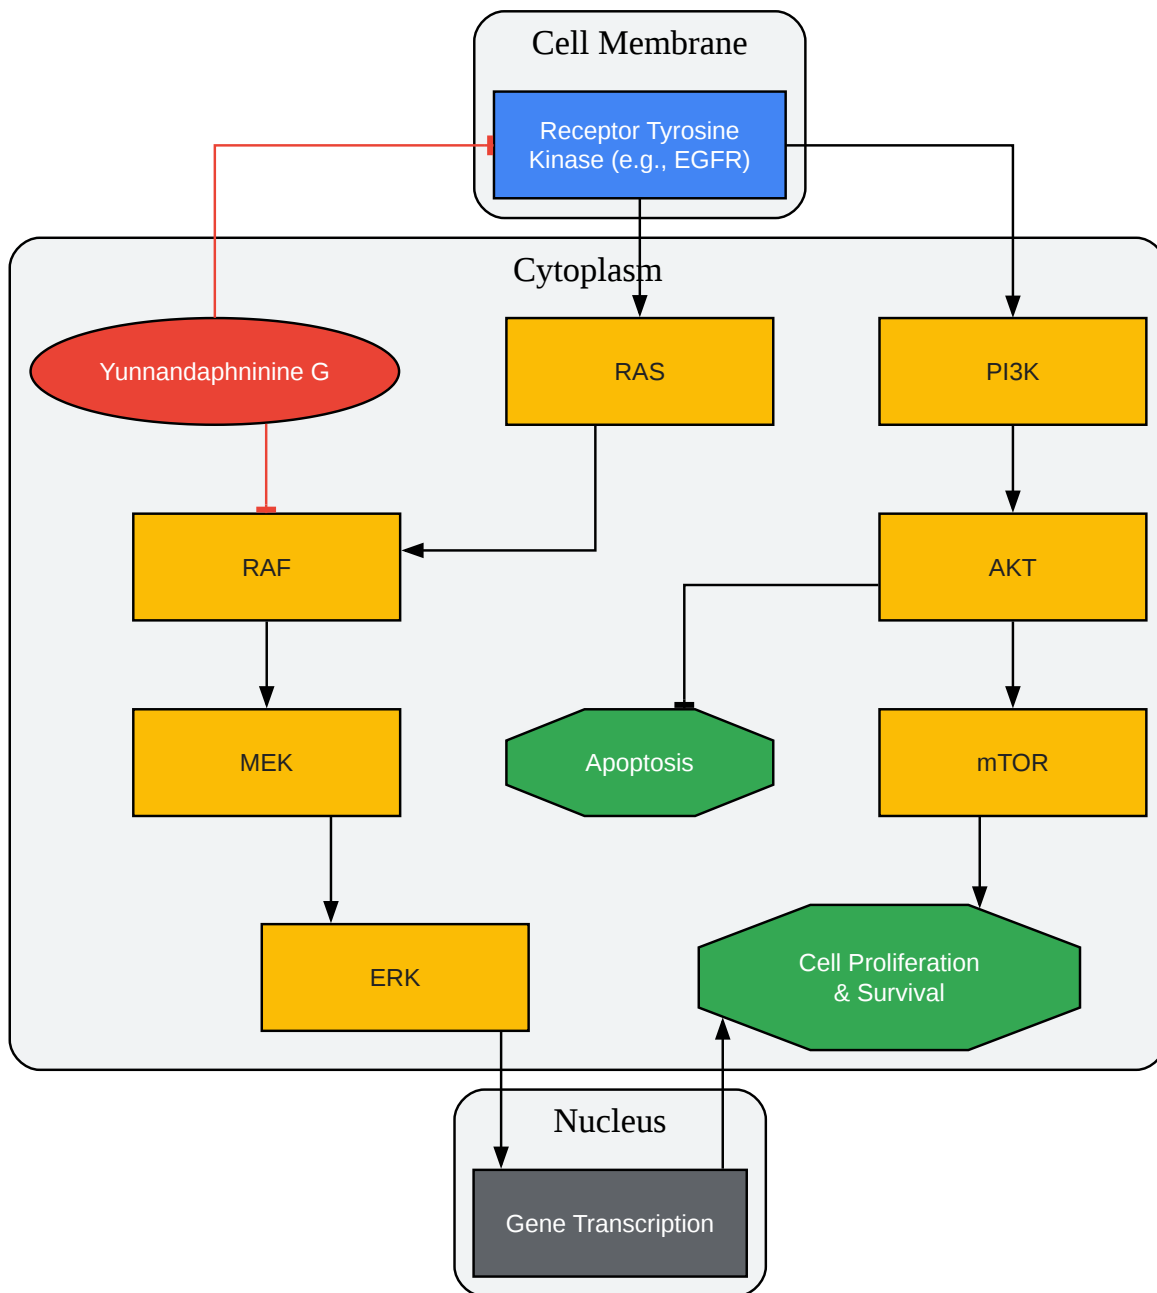 Cell Membrane
Receptor Tyrosine
Kinase (e.g., EGFR)
Cytoplasm
Yunnandaphninine G
RAS
PI3K
RAF
AKT
MEK
Apoptosis
mTOR
ERK
Cell Proliferation
& Survival
Nucleus
Gene Transcription